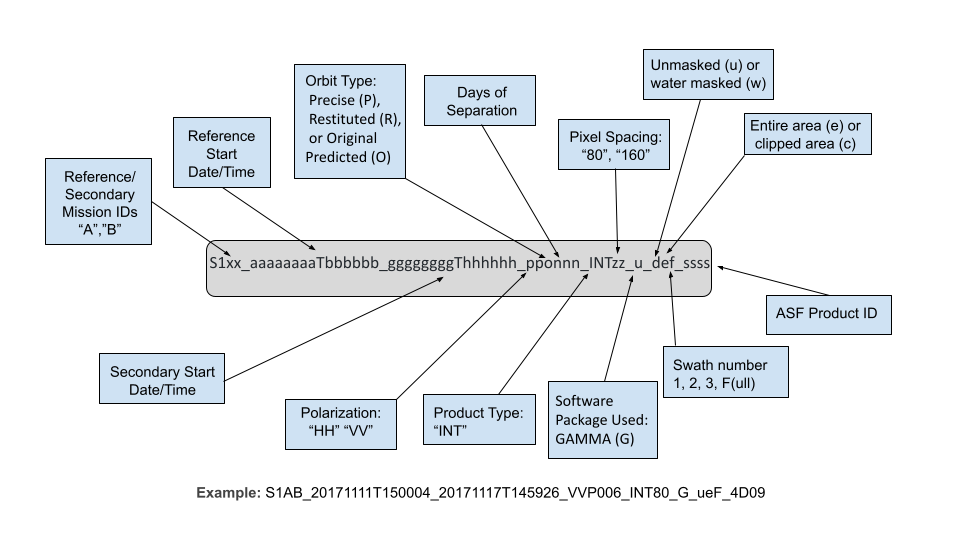 Unmasked (u) or
water masked (w)
Orbit Type:
Precise (P),
Restituted (R),
or Original
Predicted (O)
Days of
Separation
Entire area (e) or
clipped area (c)
Pixel Spacing:
“80”, “160”
Reference
Start
Date/Time
Reference/
Secondary
Mission IDs
“A”,”B”
S1xx_aaaaaaaaTbbbbbb_ggggggggThhhhhh_pponnn_INTzz_u_def_ssss
ASF Product ID
Secondary Start
Date/Time
Swath number
1, 2, 3, F(ull)
Polarization:
“HH” “VV”
Product Type:
“INT”
Software
Package Used:
GAMMA (G)
Example: S1AB_20171111T150004_20171117T145926_VVP006_INT80_G_ueF_4D09